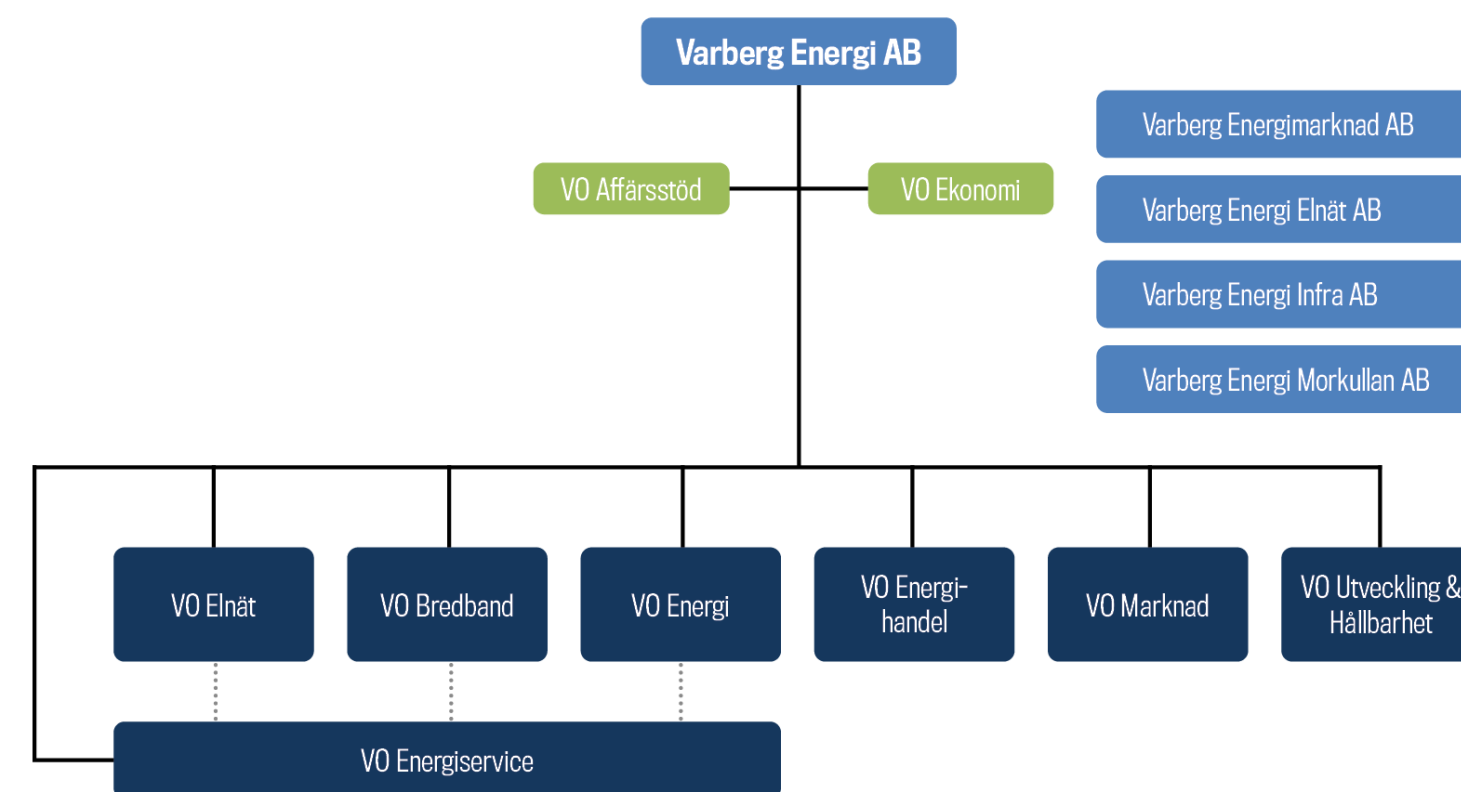 Varberg Energi AB
Varberg Energimarknad AB
VO Affärsstöd
VO Ekonomi
Varberg Energi Elnät AB
Varberg Energi Infra AB
Varberg Energi Morkullan AB
VO Elnät
VO Bredband
VO Energi
VO Energi-
handel
VO Marknad
VO Utveckling &
Hållbarhet
VO Energiservice